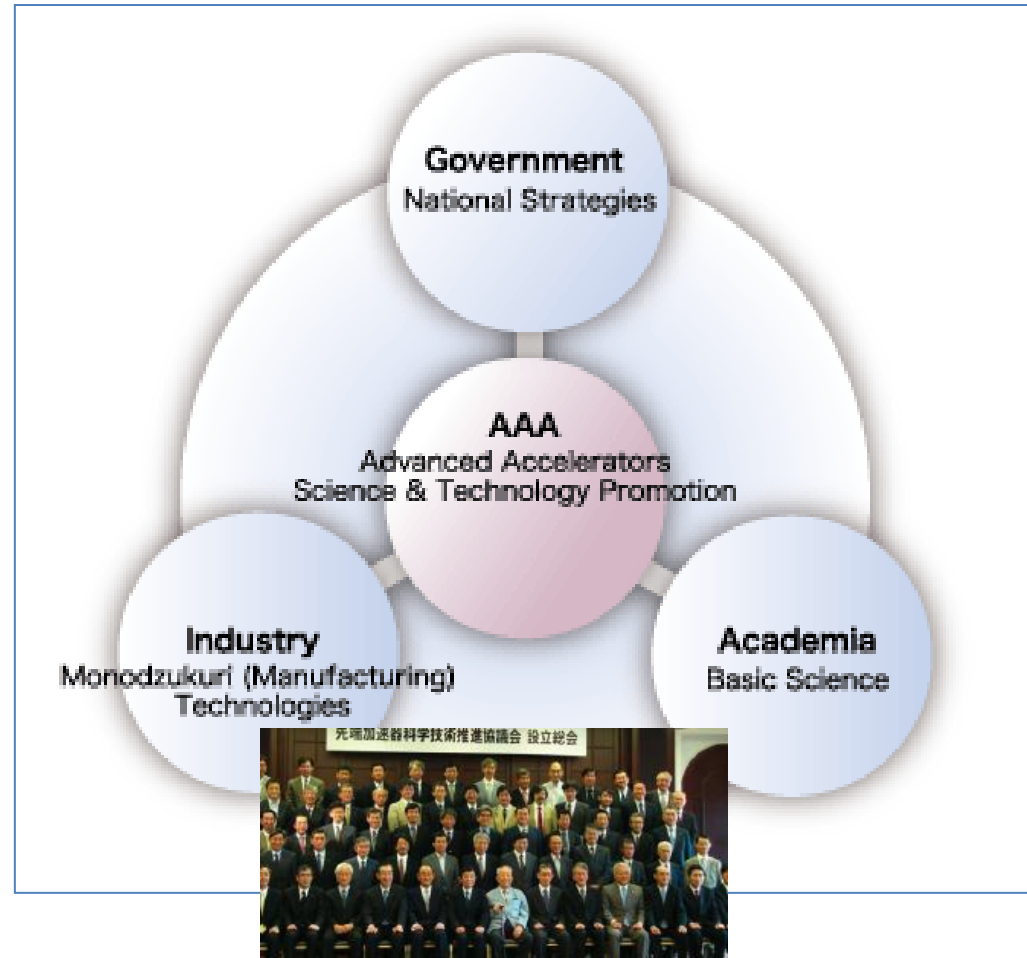 Government
National Strategies
AAA
Advanced Accelerators
Science & Technology Promotion
Industry
Monodzukuri (Manufacturing)
Technologies
Academia
Basic Science
先端加速器科学技術推進協議会 設立総会